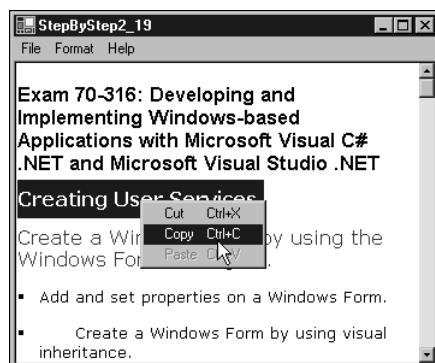 StepByStep2_19
File Format Help
Exam 70-316: Developing and
Implementing Windows-based
Applications with Microsoft Visual C#
.NET and Microsoft Visual Studio .NET
Creating User Services
Cut Ctrl+X
Copy Ctrl+C
Paste
Create a by using the
Windows
▪ Add and set properties on a Windows Form.
▪ Create a Windows Form by using visual
inheritance.